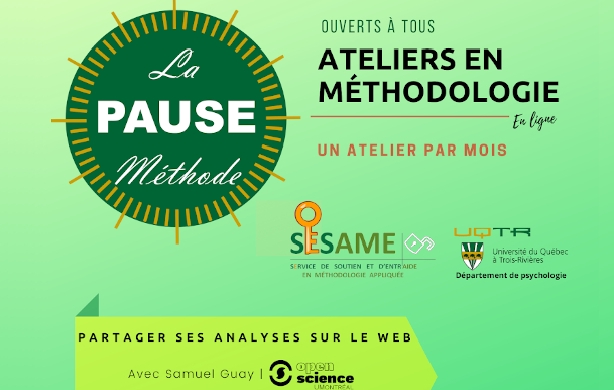 La
PAUSE
Méthode
OUVERTS À TOUS
ATELIERS EN
MÉTHODOLOGIE
En ligne
UN ATELIER PAR MOIS
SÉSAME
SERVICE DE SOUTIEN ET D'ENTRAIDE
EN MÉTHODOLOGIE APPLIQUÉE
UQTR
Université du Québec
à Trois-Rivières
Département de psychologie
PARTAGER SES ANALYSES SUR LE WEB
Avec Samuel Guay |
open
science
UMONTRÉAL